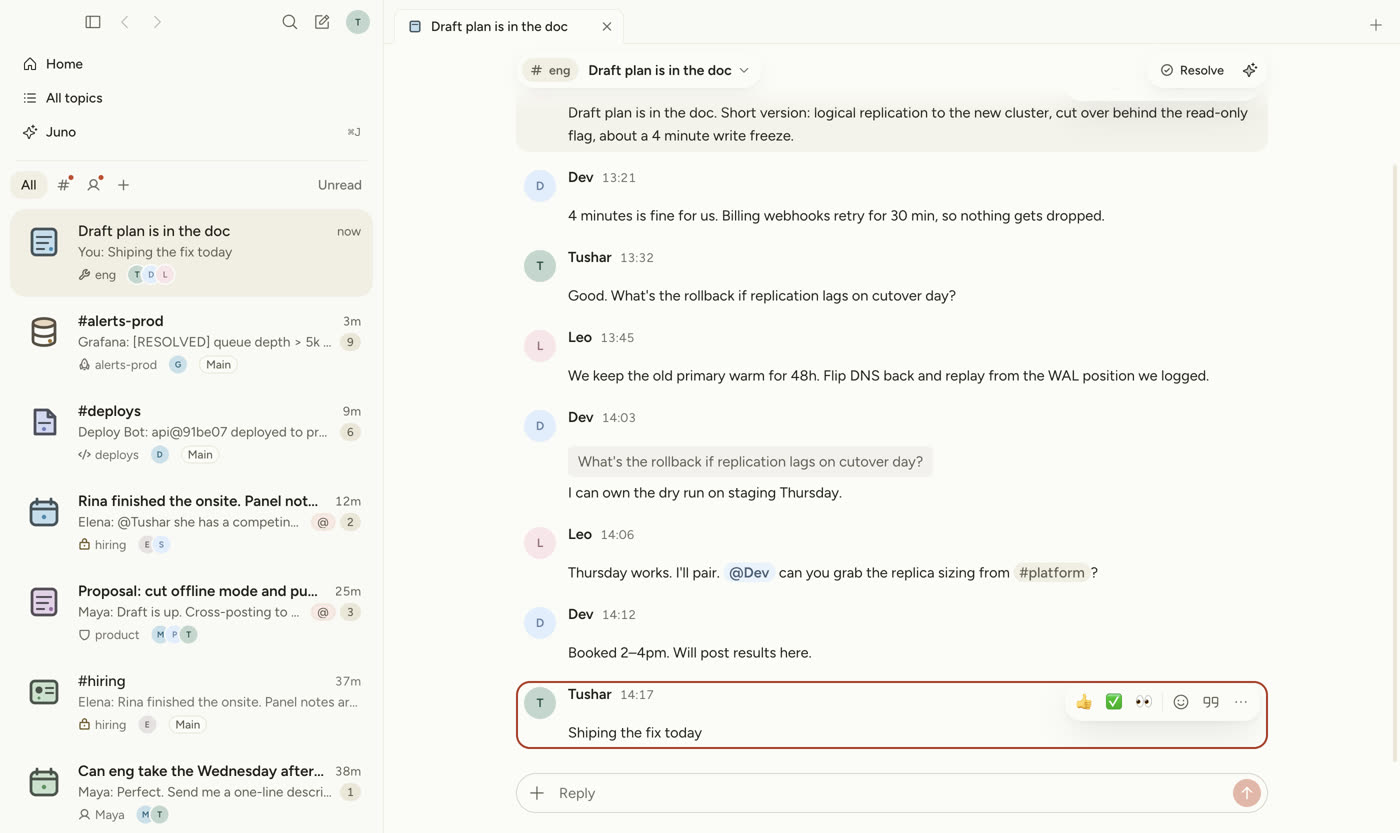 T
Home
All topics
Juno
⌘J
All
Unread
Draft plan is in the doc
now
You: Shiping the fix today
eng
T D L
#alerts-prod
3m
Grafana: [RESOLVED] queue depth > 5k ...
9
alerts-prod
G
Main
#deploys
9m
Deploy Bot: api@91be07 deployed to pr...
6
deploys
D
Main
Rina finished the onsite. Panel not...
12m
Elena: @Tushar she has a competin...
@
2
hiring
E S
Proposal: cut offline mode and pu...
25m
Maya: Draft is up. Cross-posting to ...
@
3
product
M P T
#hiring
37m
Elena: Rina finished the onsite. Panel notes ar...
hiring
E
Main
Can eng take the Wednesday after...
38m
Maya: Perfect. Send me a one-line descri...
1
Maya
M T
Draft plan is in the doc
# eng
Draft plan is in the doc
Resolve
Draft plan is in the doc. Short version: logical replication to the new cluster, cut over behind the read-only
flag, about a 4 minute write freeze.
D
Dev 13:21
4 minutes is fine for us. Billing webhooks retry for 30 min, so nothing gets dropped.
T
Tushar 13:32
Good. What's the rollback if replication lags on cutover day?
L
Leo 13:45
We keep the old primary warm for 48h. Flip DNS back and replay from the WAL position we logged.
D
Dev 14:03
What's the rollback if replication lags on cutover day?
I can own the dry run on staging Thursday.
L
Leo 14:06
Thursday works. I'll pair. @Dev can you grab the replica sizing from #platform ?
D
Dev 14:12
Booked 2–4pm. Will post results here.
T
Tushar 14:17
Shiping the fix today
Reply